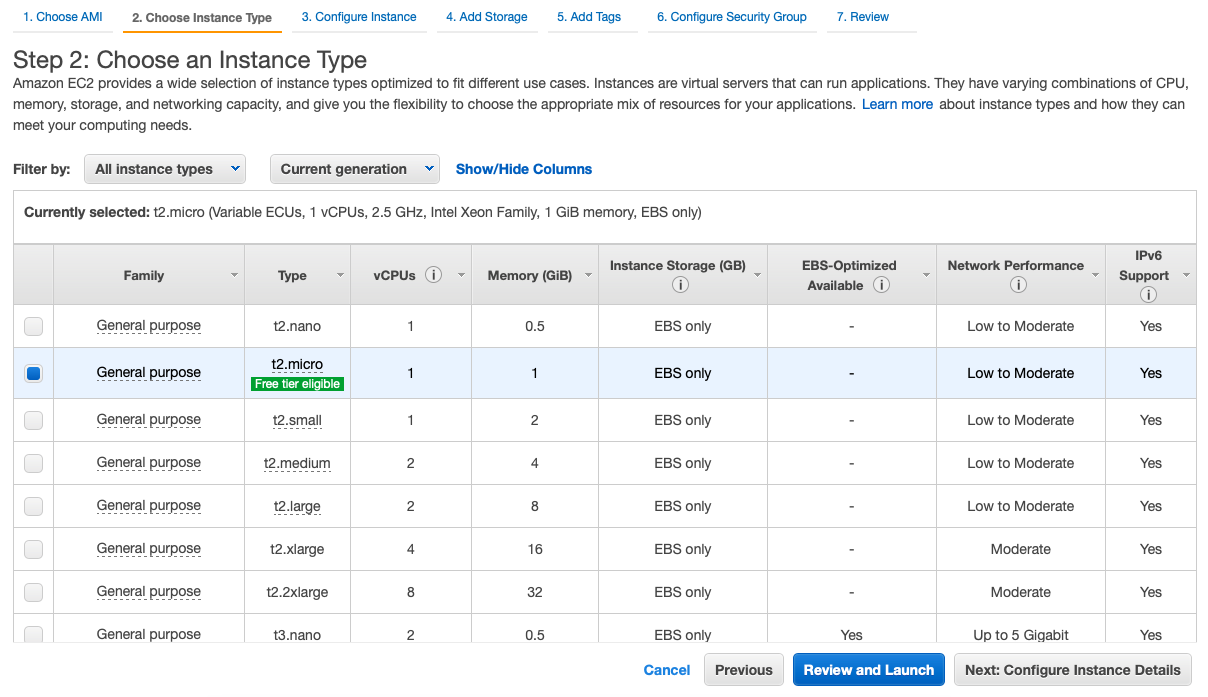 1. Choose AMI 2. Choose Instance Type 3. Configure Instance 4. Add Storage 5. Add Tags 6. Configure Security Group 7. Review
Step 2: Choose an Instance Type
Amazon EC2 provides a wide selection of instance types optimized to fit different use cases. Instances are virtual servers that can run applications. They have varying combinations of CPU,
memory, storage, and networking capacity, and give you the flexibility to choose the appropriate mix of resources for your applications. Learn more about instance types and how they can
meet your computing needs.
Filter by: All instance types Current generation Show/Hide Columns
Currently selected: t2.micro (Variable ECUs, 1 vCPUs, 2.5 GHz, Intel Xeon Family, 1 GiB memory, EBS only)
Family Type vCPUs i Memory (GiB) Instance Storage (GB) i EBS-Optimized Available i Network Performance i IPv6 Support i
General purpose t2.nano 1 0.5 EBS only - Low to Moderate Yes
General purpose t2.micro Free tier eligible 1 1 EBS only - Low to Moderate Yes
General purpose t2.small 1 2 EBS only - Low to Moderate Yes
General purpose t2.medium 2 4 EBS only - Low to Moderate Yes
General purpose t2.large 2 8 EBS only - Low to Moderate Yes
General purpose t2.xlarge 4 16 EBS only - Moderate Yes
General purpose t2.2xlarge 8 32 EBS only - Moderate Yes
General purpose t3.nano 2 0.5 EBS only Yes Up to 5 Gigabit Yes
Cancel Previous Review and Launch Next: Configure Instance Details